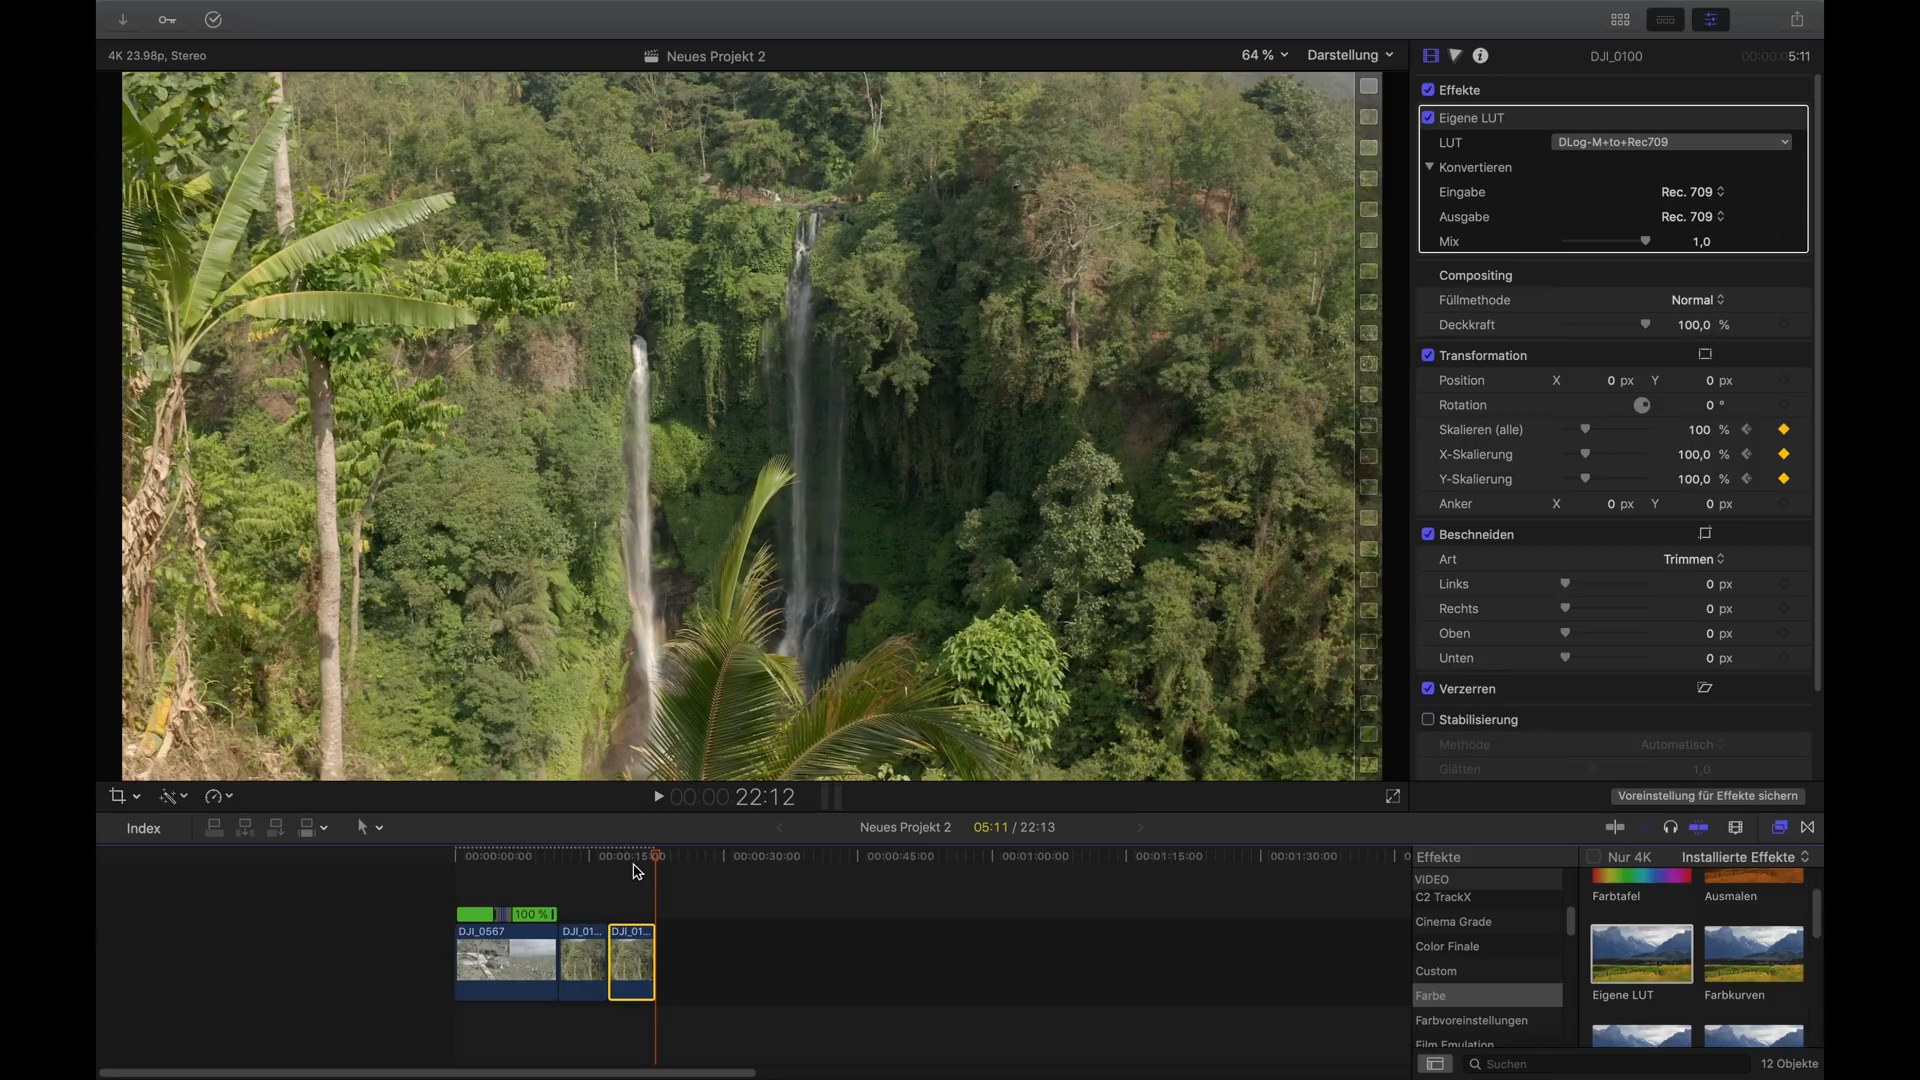 4K 23.98p, Stereo
Neues Projekt 2
64 %
Darstellung
DJI_0100
00:00:05:11
Effekte
Eigene LUT
LUT
DLog-M+to+Rec709
Konvertieren
Eingabe
Rec. 709
Ausgabe
Rec. 709
Mix
1,0
Compositing
Füllmethode
Normal
Deckkraft
100,0 %
Transformation
Position
X 0 px Y 0 px
Rotation
0 °
Skalieren (alle)
100 %
X-Skalierung
100,0 %
Y-Skalierung
100,0 %
Anker
X 0 px Y 0 px
Beschneiden
Art
Trimmen
Links
0 px
Rechts
0 px
Oben
0 px
Unten
0 px
Verzerren
Stabilisierung
Methode
Automatisch
Glätten
1,0
00:00:22:12
Voreinstellung für Effekte sichern
Index
Neues Projekt 2
05:11 / 22:13
00:00:00:00
00:00:15:00
00:00:30:00
00:00:45:00
00:01:00:00
00:01:15:00
00:01:30:00
0
100 %
DJI_0567
DJI_01...
DJI_01...
Effekte
Nur 4K
Installierte Effekte
VIDEO
C2 TrackX
Cinema Grade
Color Finale
Custom
Farbe
Farbvoreinstellungen
Film Emulation
Farbtafel
Ausmalen
Eigene LUT
Farbkurven
Suchen
12 Objekte